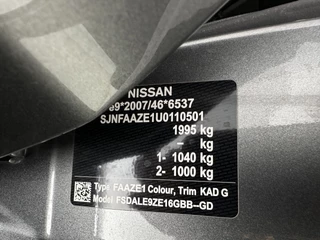 NISSAN
9*2007/46*6537
SJNFAAZE1U0110501
1995 kg
– kg
1- 1040 kg
2- 1000 kg
Type FAAZE1 Colour, Trim KAD G
Model FSDALE9ZE16GBB--GD